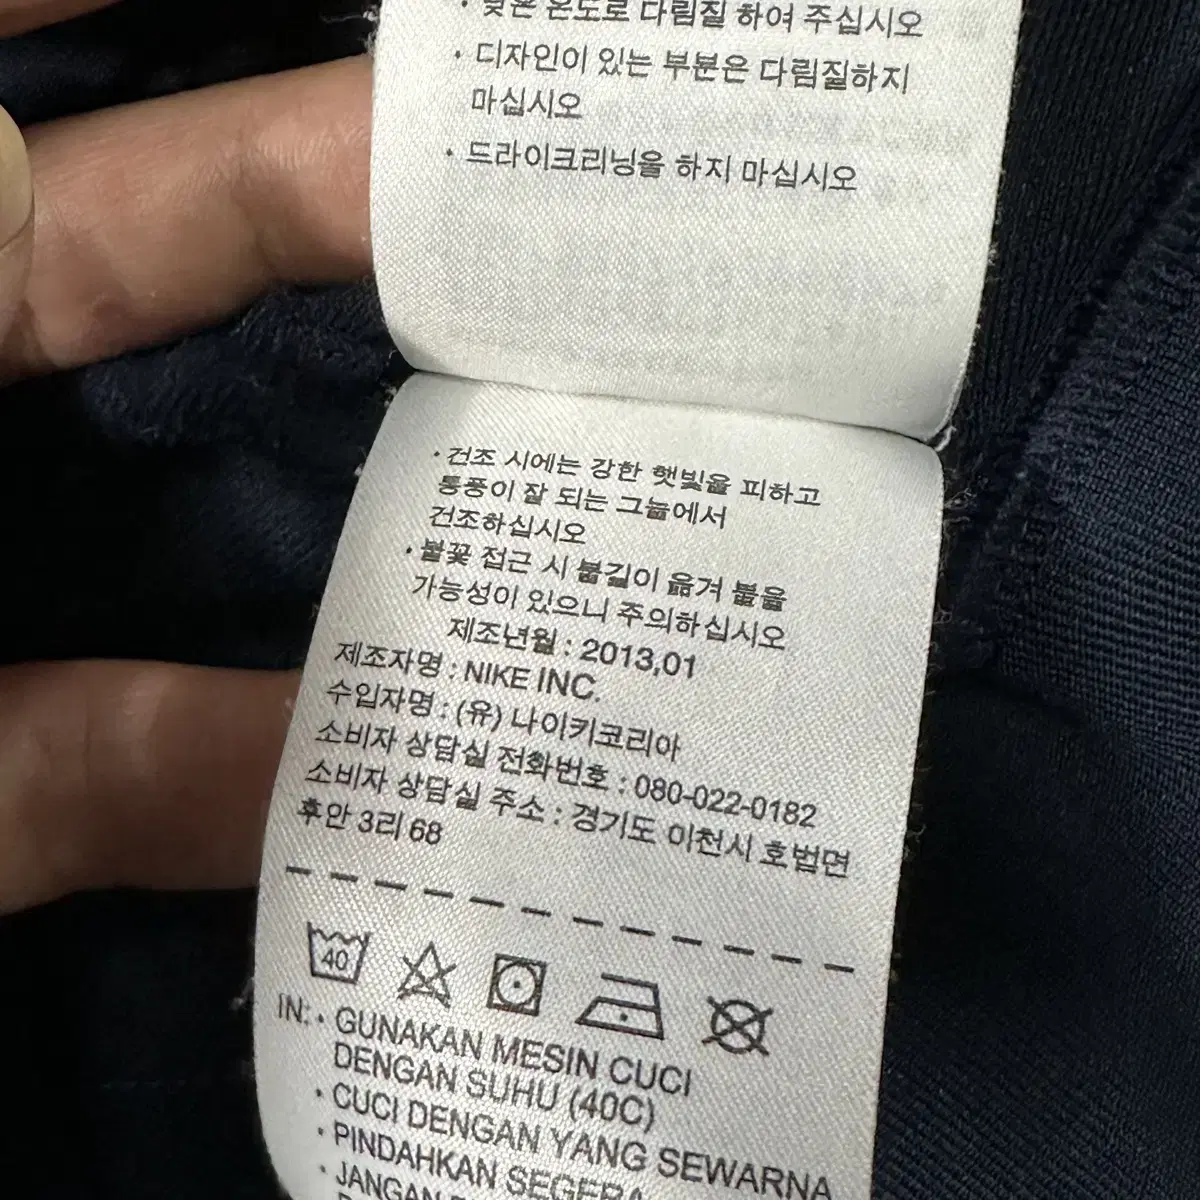 · 낮은 온도로 다림질 하여 주십시오
· 디자인이 있는 부분은 다림질하지
마십시오
· 드라이크리닝을 하지 마십시오
· 건조 시에는 강한 햇빛을 피하고
통풍이 잘 되는 그늘에서
건조하십시오
· 불꽃 접근 시 불길이 옮겨 붙을
가능성이 있으니 주의하십시오
제조년월 : 2013,01
제조자명 : NIKE INC.
수입자명 : (유) 나이키코리아
소비자 상담실 전화번호 : 080-022-0182
소비자 상담실 주소 : 경기도 이천시 호법면
후안 3리 68
40
IN: · GUNAKAN MESIN CUCI
DENGAN SUHU (40C)
· CUCI DENGAN YANG SEWARNA
· PINDAHKAN SEGERA
· JANGAN